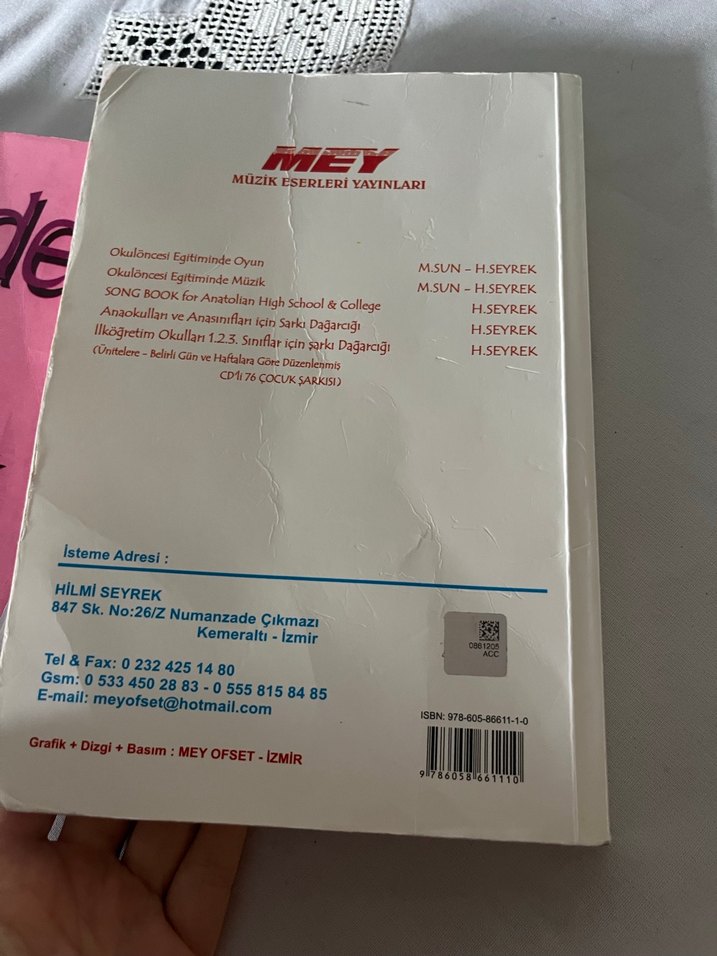 MEY
MÜZİK ESERLERİ YAYINLARI
Okulöncesi Egitiminde Oyun M.SUN - H.SEYREK
Okulöncesi Egitiminde Müzik M.SUN - H.SEYREK
SONG BOOK for Anatolian High School & College H.SEYREK
Anaokulları ve Anasınıfları için Sarkı Dağarcığı H.SEYREK
İlköğretim Okulları 1.2.3. Sınıflar için şarkı Dağarcığı H.SEYREK
(Ünitelere - Belirli Gün ve Haftalara Göre Düzenlenmiş
CD'li 76 ÇOCUK ŞARKISI)
İsteme Adresi :
HİLMİ SEYREK
847 Sk. No:26/Z Numanzade Çıkmazı
Kemeraltı - İzmir
Tel & Fax: 0 232 425 14 80
Gsm: 0 533 450 28 83 - 0 555 815 84 85
E-mail: meyofset@hotmail.com
Grafik + Dizgi + Basım : MEY OFSET - İZMİR
0861205
ACC
ISBN: 978-605-86611-1-0
9 786058 661110
de